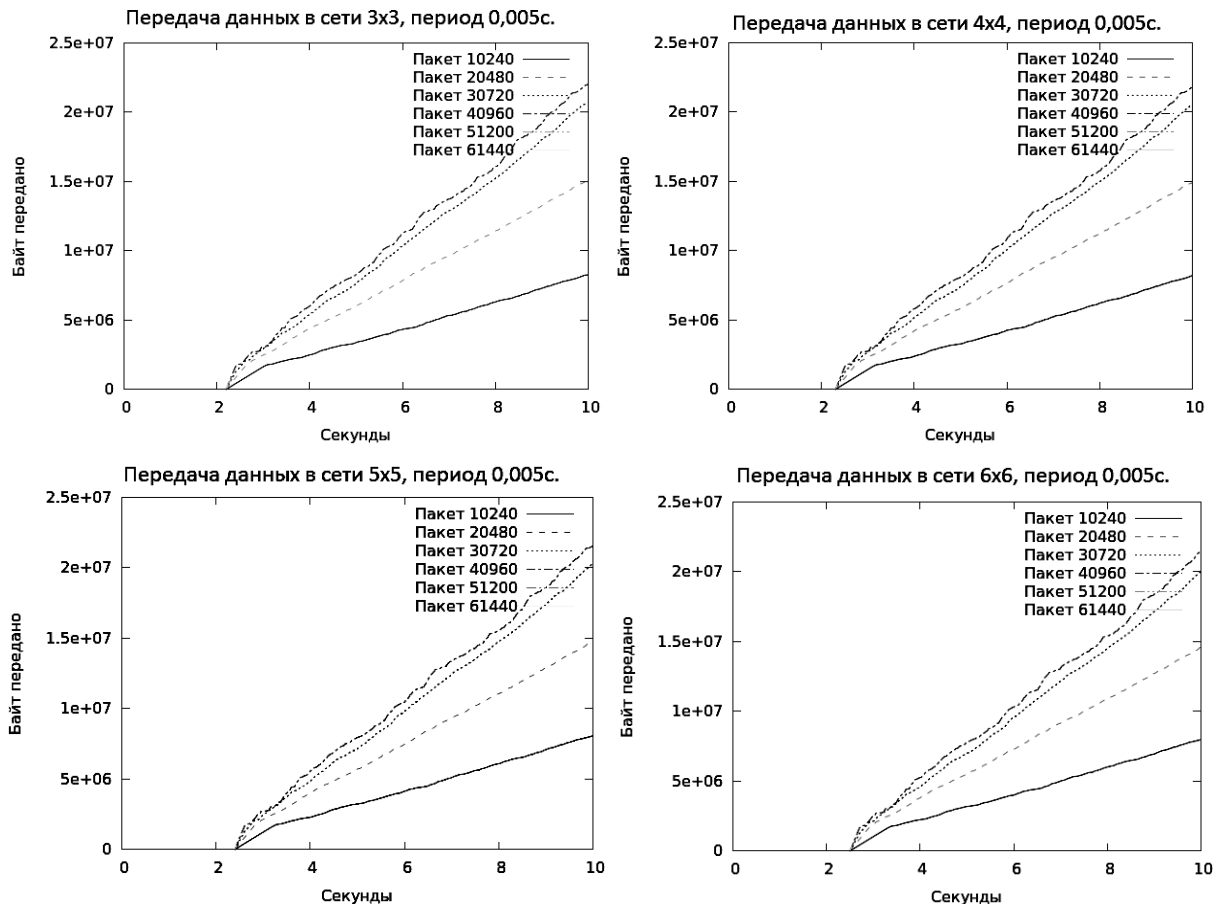 Передача данных в сети 3x3, период 0,005с.
2.5e+07
2e+07
1.5e+07
1e+07
5e+06
0
Байт передано
Пакет 10240
Пакет 20480
Пакет 30720
Пакет 40960
Пакет 51200
Пакет 61440
0 2 4 6 8 10
Секунды
Передача данных в сети 4x4, период 0,005с.
2.5e+07
2e+07
1.5e+07
1e+07
5e+06
0
Байт передано
Пакет 10240
Пакет 20480
Пакет 30720
Пакет 40960
Пакет 51200
Пакет 61440
0 2 4 6 8 10
Секунды
Передача данных в сети 5x5, период 0,005с.
2.5e+07
2e+07
1.5e+07
1e+07
5e+06
0
Байт передано
Пакет 10240
Пакет 20480
Пакет 30720
Пакет 40960
Пакет 51200
Пакет 61440
0 2 4 6 8 10
Секунды
Передача данных в сети 6x6, период 0,005с.
2.5e+07
2e+07
1.5e+07
1e+07
5e+06
0
Байт передано
Пакет 10240
Пакет 20480
Пакет 30720
Пакет 40960
Пакет 51200
Пакет 61440
0 2 4 6 8 10
Секунды